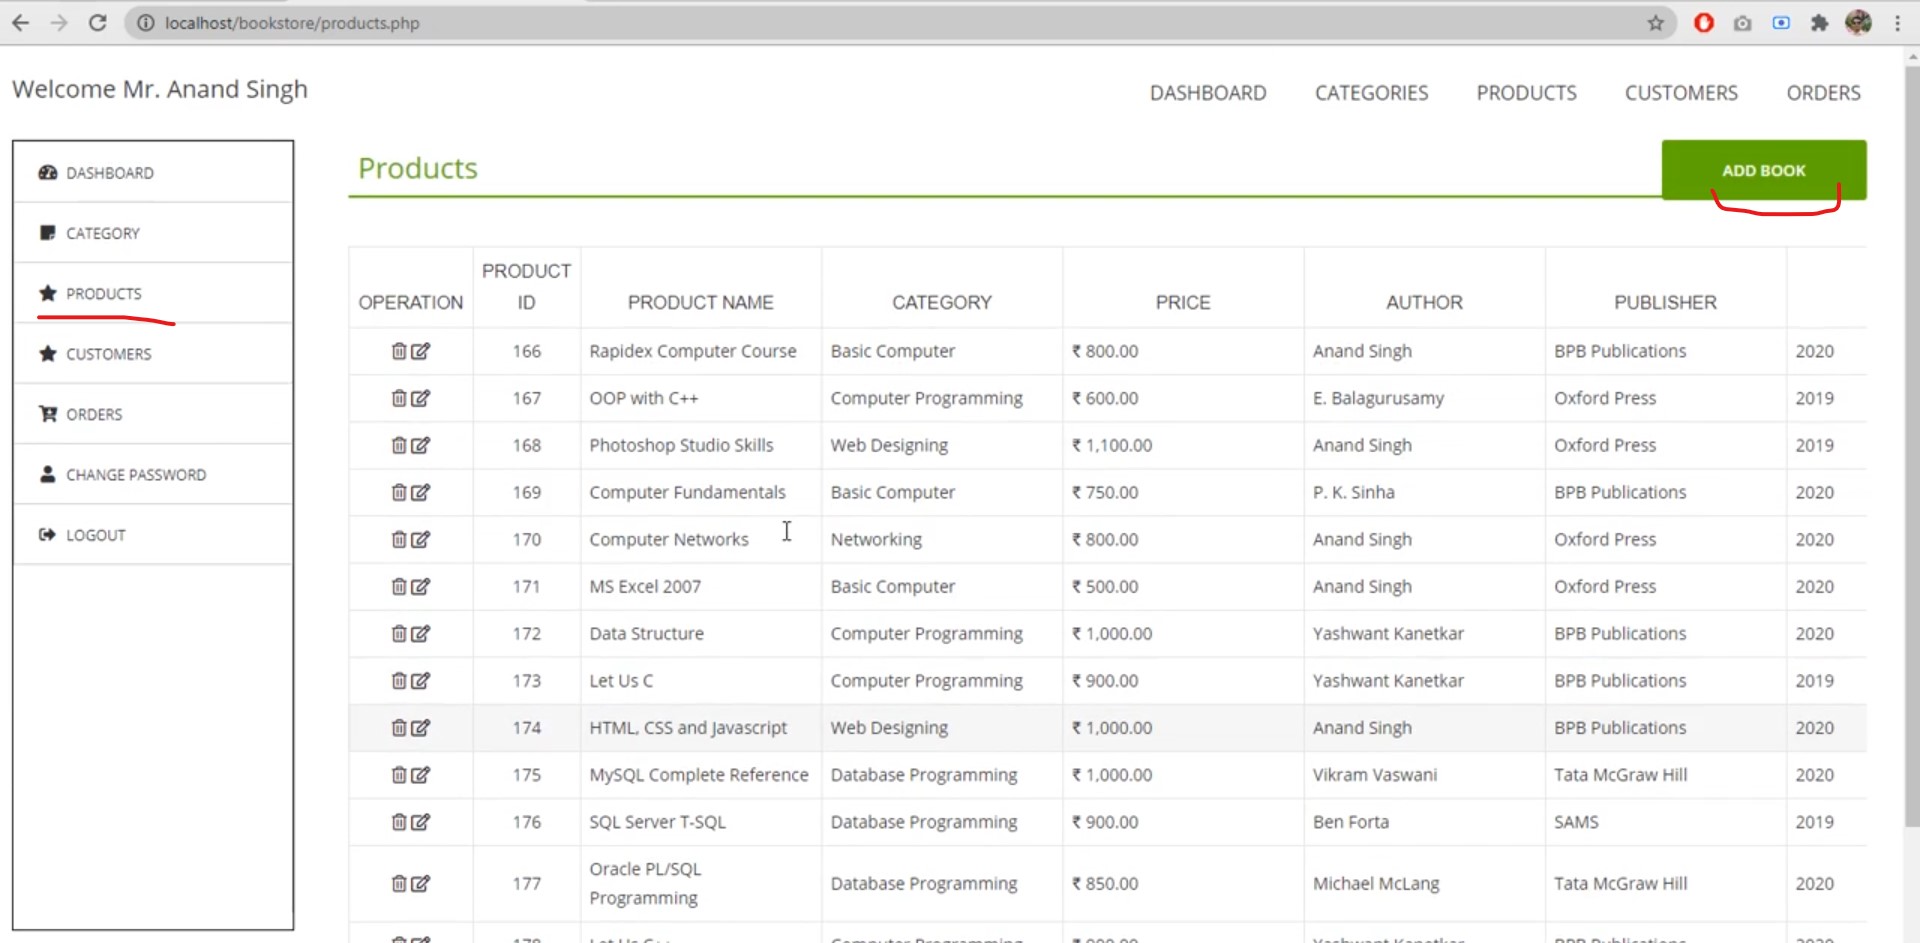 localhost/bookstore/products.php
Welcome Mr. Anand Singh
DASHBOARD CATEGORIES PRODUCTS CUSTOMERS ORDERS
DASHBOARD
CATEGORY
PRODUCTS
CUSTOMERS
ORDERS
CHANGE PASSWORD
LOGOUT
Products
ADD BOOK
OPERATION PRODUCT ID PRODUCT NAME CATEGORY PRICE AUTHOR PUBLISHER
166 Rapidex Computer Course Basic Computer ₹ 800.00 Anand Singh BPB Publications 2020
167 OOP with C++ Computer Programming ₹ 600.00 E. Balagurusamy Oxford Press 2019
168 Photoshop Studio Skills Web Designing ₹ 1,100.00 Anand Singh Oxford Press 2019
169 Computer Fundamentals Basic Computer ₹ 750.00 P. K. Sinha BPB Publications 2020
170 Computer Networks Networking ₹ 800.00 Anand Singh Oxford Press 2020
171 MS Excel 2007 Basic Computer ₹ 500.00 Anand Singh Oxford Press 2020
172 Data Structure Computer Programming ₹ 1,000.00 Yashwant Kanetkar BPB Publications 2020
173 Let Us C Computer Programming ₹ 900.00 Yashwant Kanetkar BPB Publications 2019
174 HTML, CSS and Javascript Web Designing ₹ 1,000.00 Anand Singh BPB Publications 2020
175 MySQL Complete Reference Database Programming ₹ 1,000.00 Vikram Vaswani Tata McGraw Hill 2020
176 SQL Server T-SQL Database Programming ₹ 900.00 Ben Forta SAMS 2019
177 Oracle PL/SQL Programming Database Programming ₹ 850.00 Michael McLang Tata McGraw Hill 2020